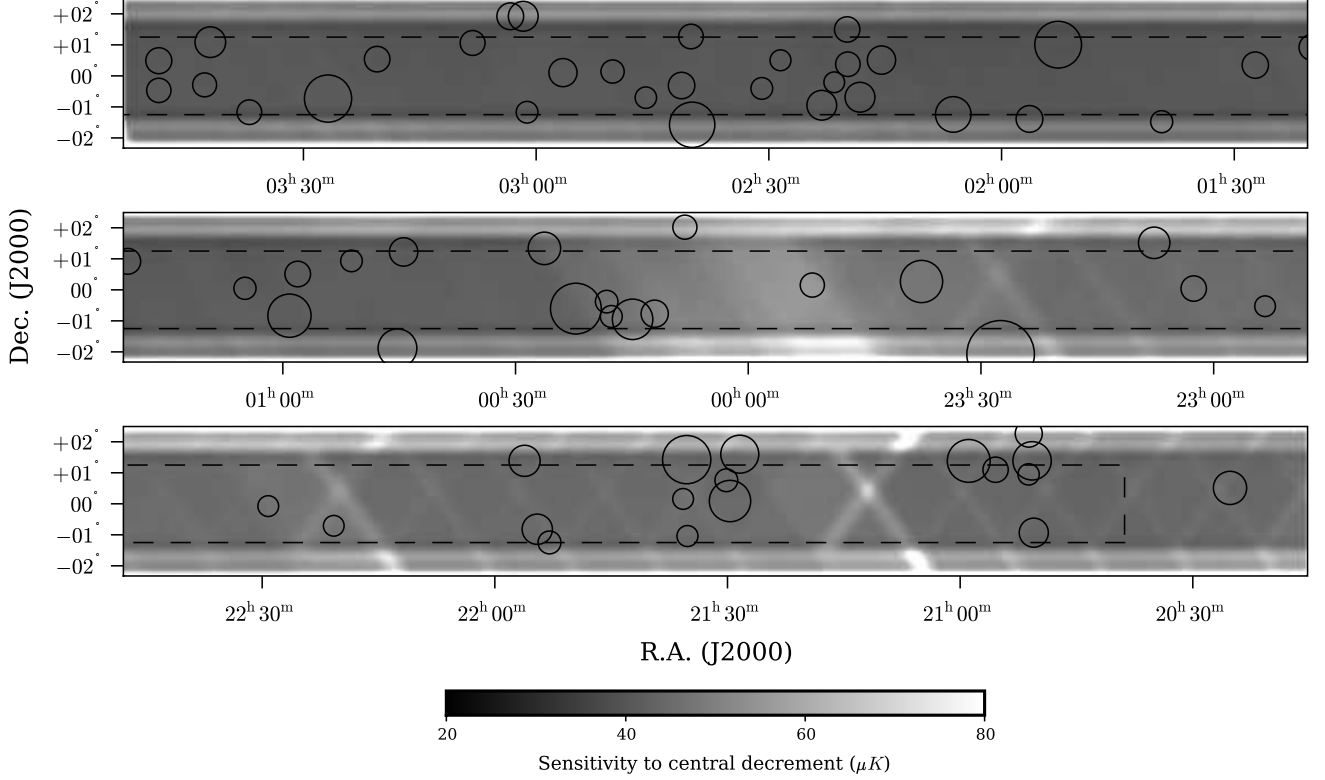 +02°
+01°
00°
−01°
−02°
03ʰ 30ᵐ 03ʰ 00ᵐ 02ʰ 30ᵐ 02ʰ 00ᵐ 01ʰ 30ᵐ
+02°
+01°
00°
−01°
−02°
Dec. (J2000)
01ʰ 00ᵐ 00ʰ 30ᵐ 00ʰ 00ᵐ 23ʰ 30ᵐ 23ʰ 00ᵐ
+02°
+01°
00°
−01°
−02°
22ʰ 30ᵐ 22ʰ 00ᵐ 21ʰ 30ᵐ 21ʰ 00ᵐ 20ʰ 30ᵐ
R.A. (J2000)
20 40 60 80
Sensitivity to central decrement (μK)